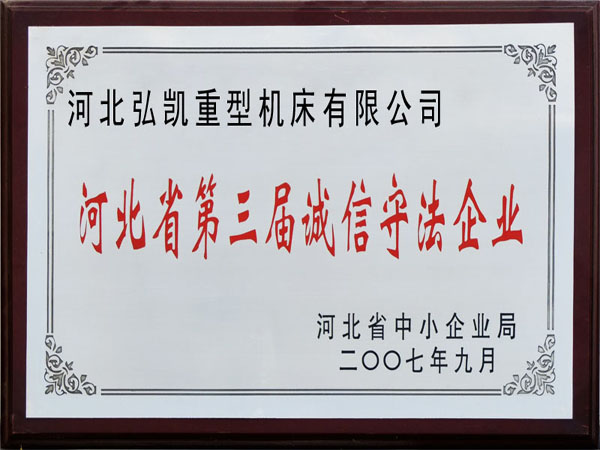 河北弘凯重型机床有限公司
河北省第三届诚信守法企业
河北省中小企业局
二〇〇七年九月